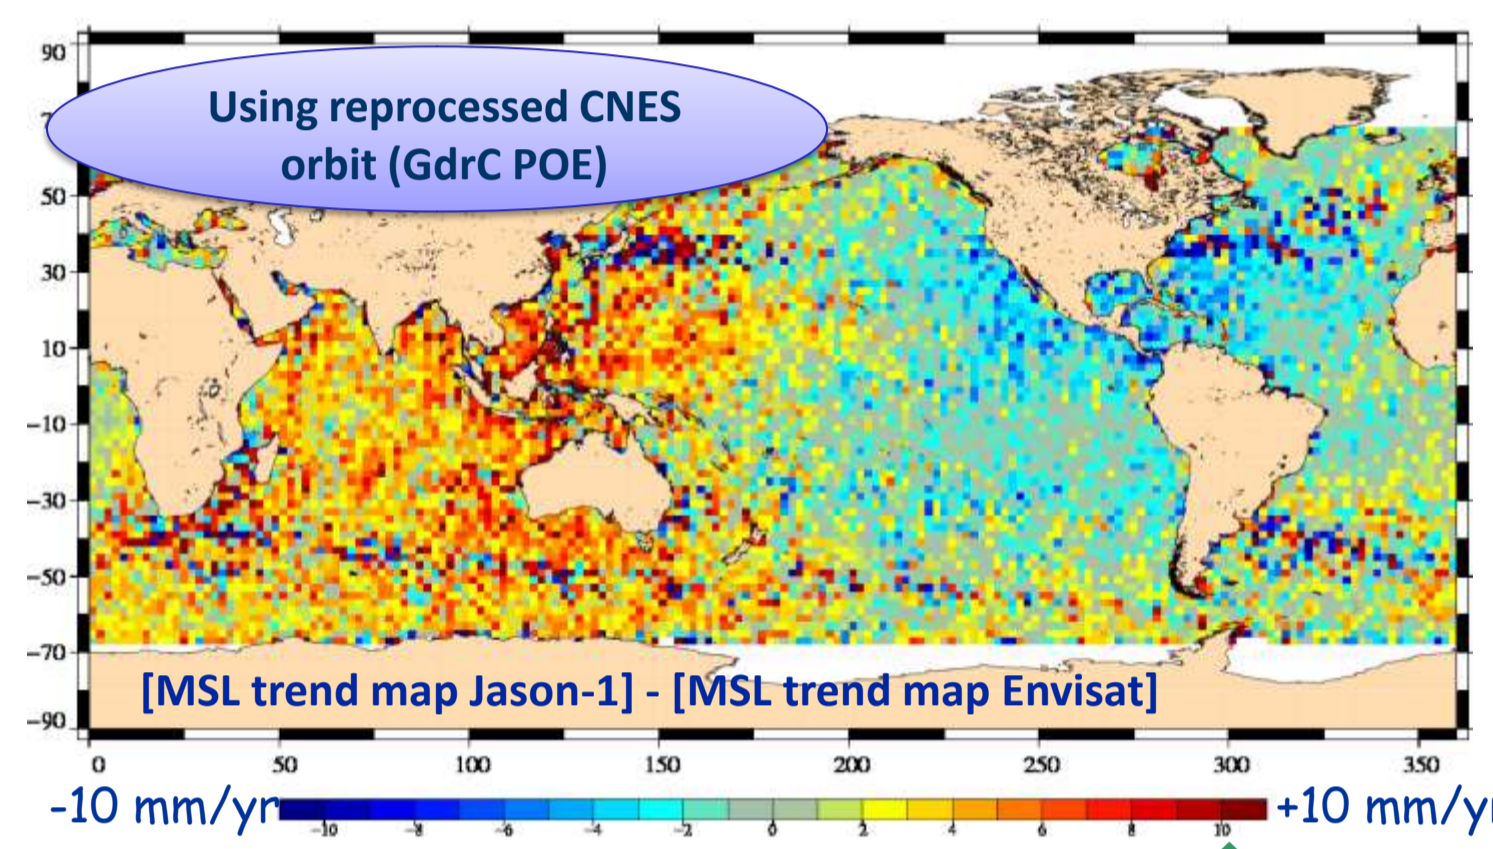 90
Using reprocessed CNES
orbit (GdrC POE)
50
30
10
−10
−30
−50
−70
[MSL trend map Jason-1] - [MSL trend map Envisat]
−90
0 50 100 150 200 250 300 350
-10 mm/yr
+10 mm/yr
−10 −8 −6 −4 −2 0 2 4 6 8 10